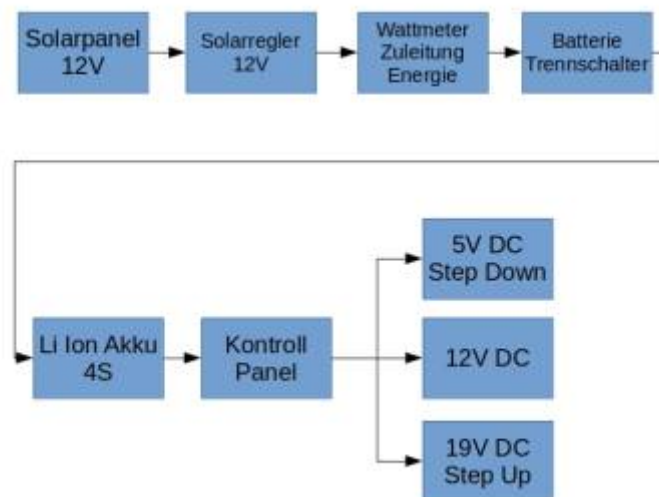 Solarpanel
12V
Solarregler
12V
Wattmeter
Zuleitung
Energie
Batterie
Trennschalter
5V DC
Step Down
Li Ion Akku
4S
Kontroll
Panel
12V DC
19V DC
Step Up